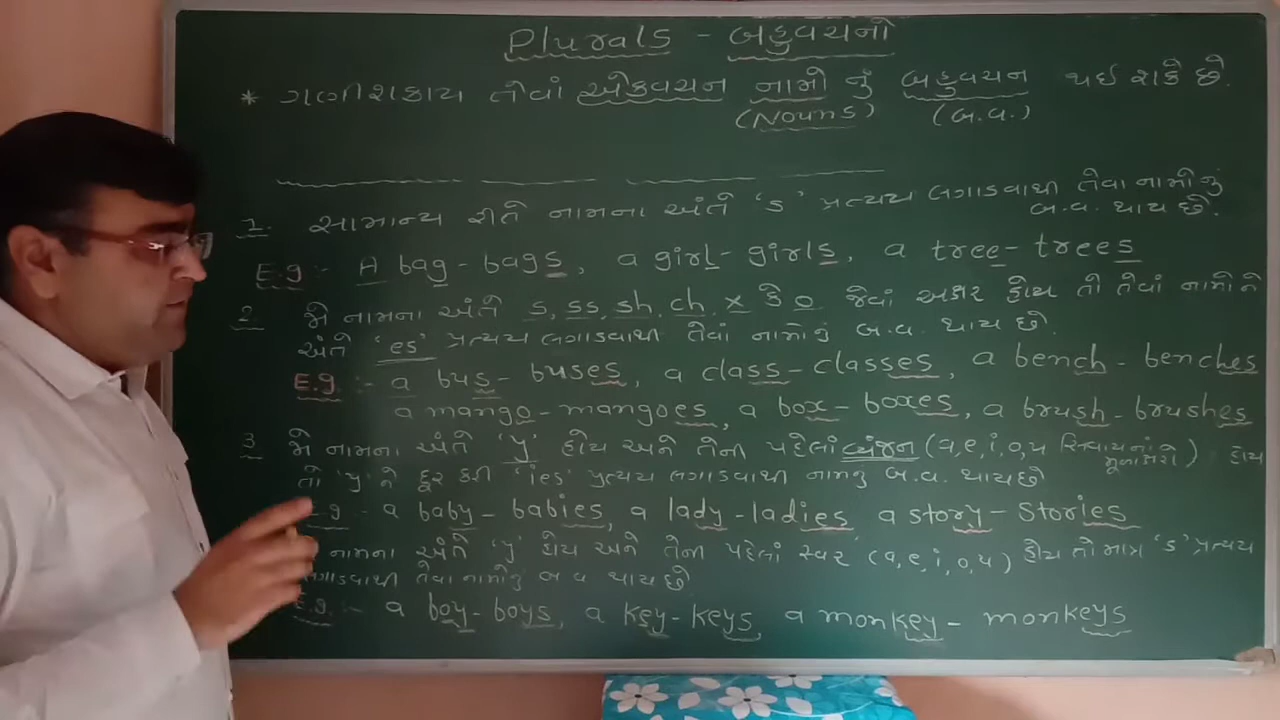 Plurals - બહુવચનો
* ગણી શકાય તેવાં એકવચન નામો નું બહુવચન થઈ શકે છે.
(Nouns) (બ.વ.)
1. સામાન્ય રીતે નામના અંતે 's' પ્રત્યય લગાડવાથી તેવા નામોનું
બ.વ. થાય છે.
E.g :- A bag - bags, a girl - girls, a tree - trees
2. જે નામના અંતે s, ss, sh, ch, x કે o જેવાં અક્ષર હોય તો તેવાં નામોને
અંતે 'es' પ્રત્યય લગાડવાથી તેવાં નામોનું બ.વ. થાય છે.
E.g. :- a bus - buses, a class - classes, a bench - benches
a mango - mangoes, a box - boxes, a brush - brushes
3 જે નામના અંતે 'y' હોય અને તેની પહેલાં વ્યંજન (a, e, i, o, u સિવાયનાં મૂળાક્ષરો) હોય
તો 'y' ને દૂર કરી 'ies' પ્રત્યય લગાડવાથી નામનું બ.વ. થાય છે
E.g - a baby - babies, a lady - ladies a story - stories
નામના અંતે 'y' હોય અને તેની પહેલાં સ્વર (a, e, i, o, u) હોય તો માત્ર 's' પ્રત્યય
લગાડવાથી તેવા નામોનું બ.વ થાય છે
E.g. :- a boy - boys, a key - keys, a monkey - monkeys